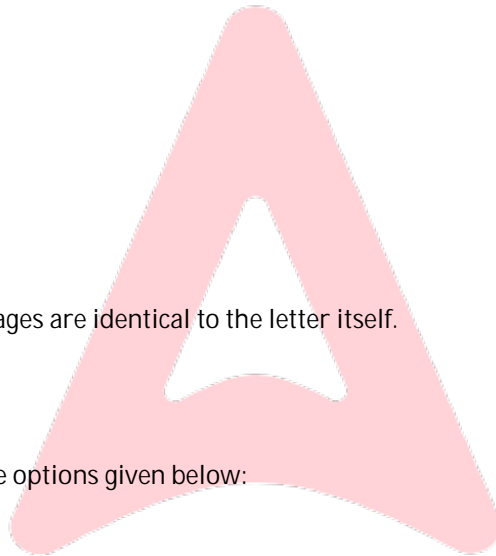 ages are identical to the letter itself.
e options given below: